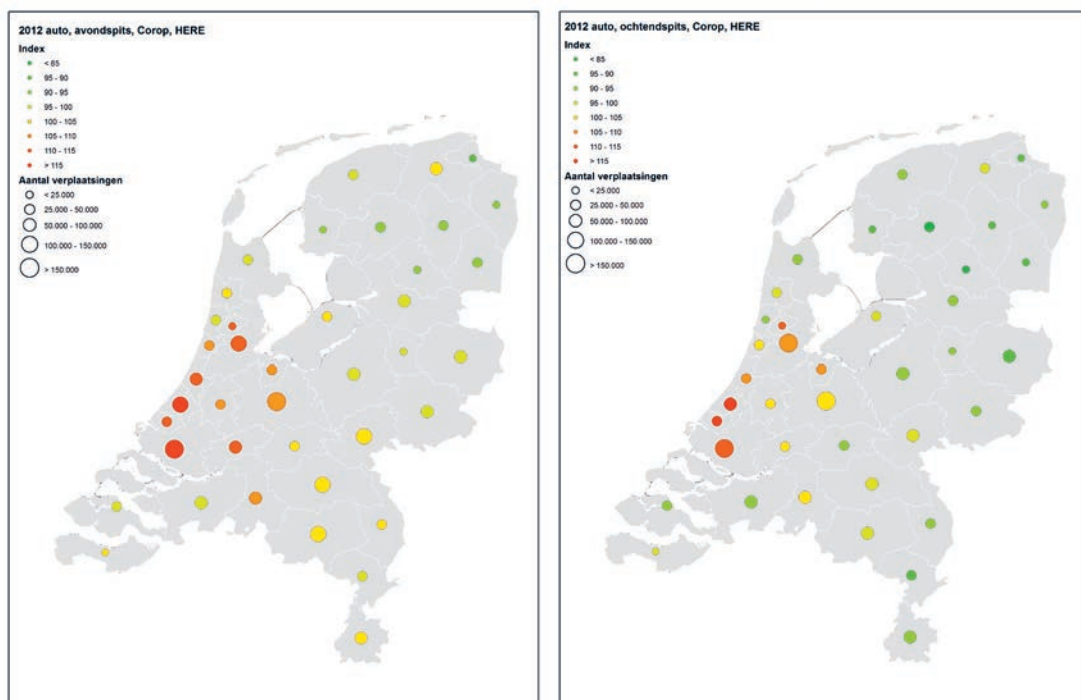 2012 auto, avondspits, Corop, HERE
Index
< 85
95 - 90
90 - 95
95 - 100
100 - 105
105 - 110
110 - 115
> 115
Aantal verplaatsingen
< 25.000
25.000 - 50.000
50.000 - 100.000
100.000 - 150.000
> 150.000
2012 auto, ochtendspits, Corop, HERE
Index
< 85
95 - 90
90 - 95
95 - 100
100 - 105
105 - 110
110 - 115
> 115
Aantal verplaatsingen
< 25.000
25.000 - 50.000
50.000 - 100.000
100.000 - 150.000
> 150.000